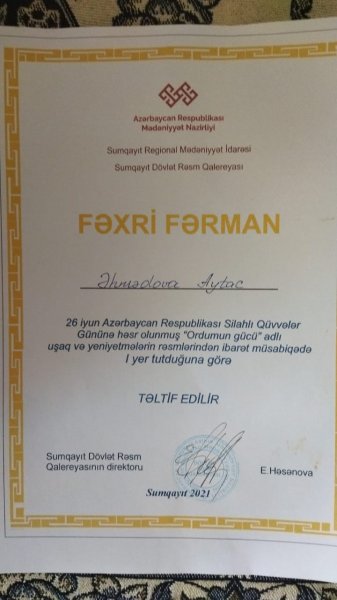 Azərbaycan Respublikası
Mədəniyyət Nazirliyi
Sumqayıt Regional Mədəniyyət İdarəsi
Sumqayıt Dövlət Rəsm Qalereyası
FƏXRİ FƏRMAN
Əhmədova Aytac
26 iyun Azərbaycan Respublikası Silahlı Qüvvələr
Gününə həsr olunmuş "Ordumun gücü" adlı
uşaq və yeniyetmələrin rəsmlərindən ibarət müsabiqədə
I yer tutduğuna görə
TƏLTİF EDİLİR
Sumqayıt Dövlət Rəsm
Qalereyasının direktoru
E.Həsənova
Sumqayıt 2021